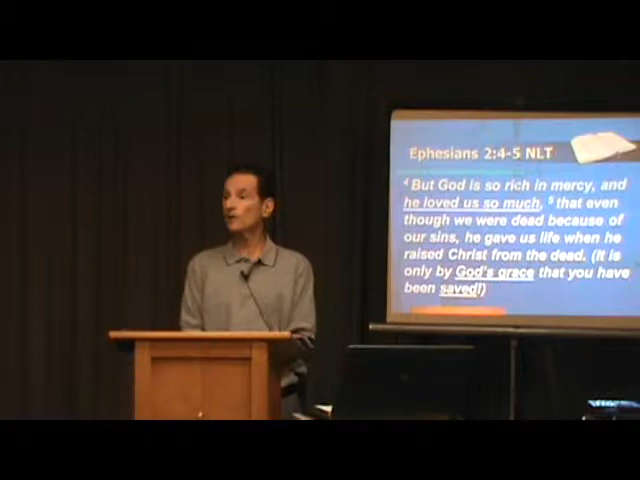 Ephesians 2:4-5 NLT
4 But God is so rich in mercy, and
he loved us so much, 5 that even
though we were dead because of
our sins, he gave us life when he
raised Christ from the dead. (It is
only by God's grace that you have
been saved!)